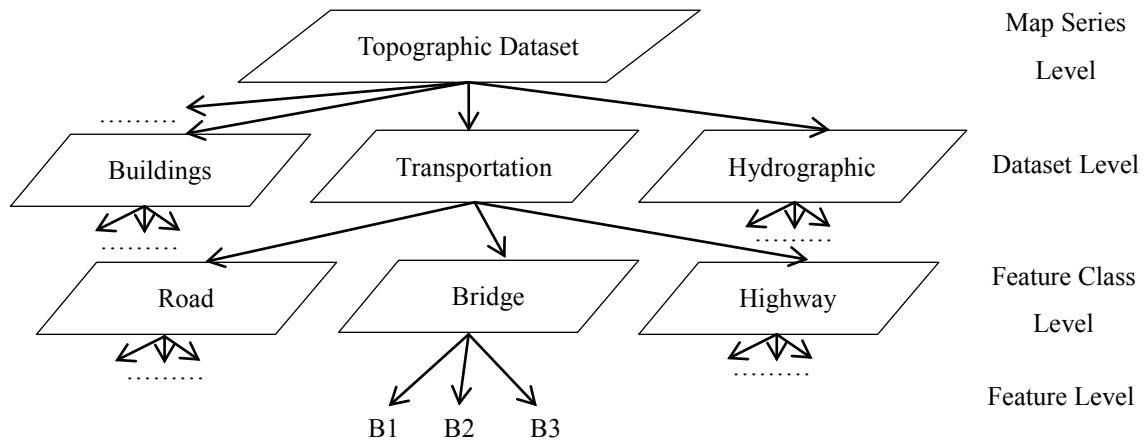 Topographic Dataset
Map Series
Level
...........
Buildings
Transportation
Hydrographic
Dataset Level
...........
...........
Road
Bridge
Highway
Feature Class
Level
...........
...........
Feature Level
B1
B2
B3